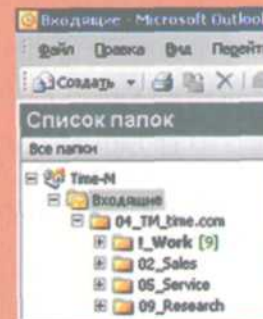 Входящие - Microsoft Outlook
Файл Правка Вид Перейти
Создать
Список папок
Все папки
Time-M
Входящие
04_TM_time.com
!_Work [9]
02_Sales
05_Service
09_Research